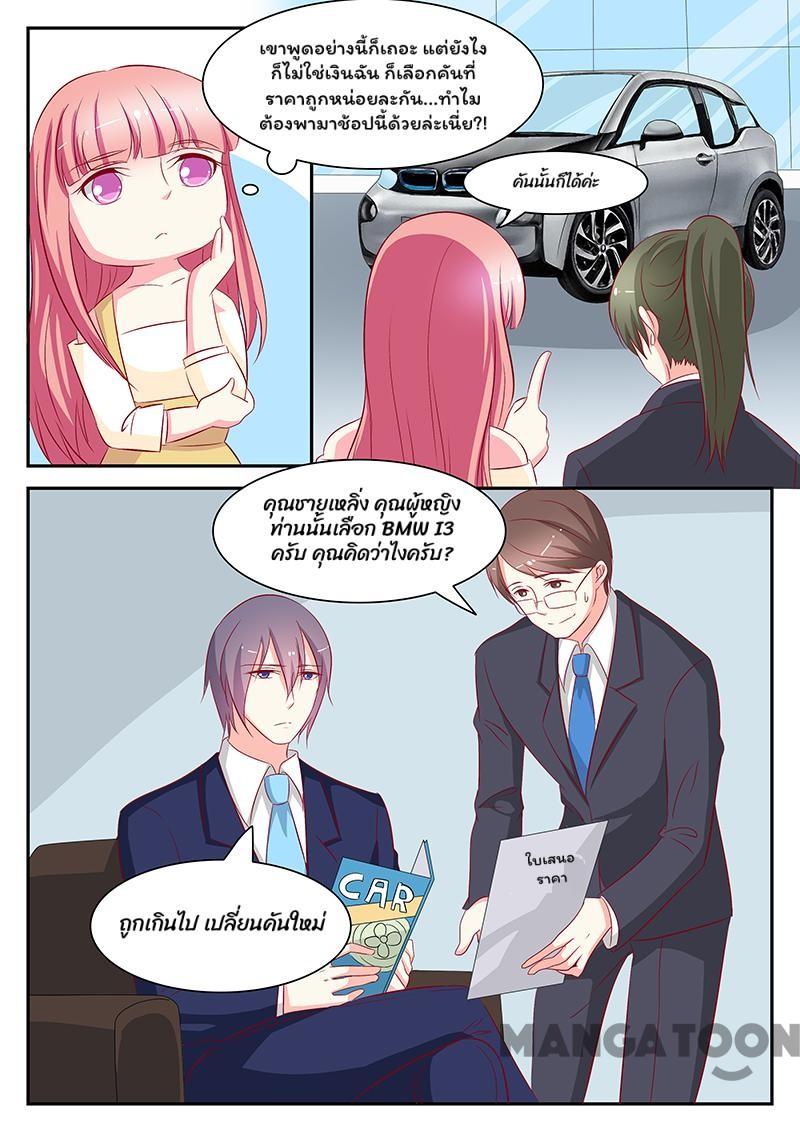 เขาพูดอย่างนี้ก็เถอะ แต่ยังไง
ก็ไม่ใช่เงินฉัน ก็เลือกคันที่
ราคาถูกหน่อยละกัน...ทำไม
ต้องพามาช้อปนี้ด้วยล่ะเนี่ย?!
คันนั้นก็ได้ค่ะ
คุณชายเหลิ่ง คุณผู้หญิง
ท่านนั้นเลือก BMW I3
ครับ คุณคิดว่าไงครับ?
CAR
ใบเสนอ
ราคา
ถูกเกินไป เปลี่ยนคันใหม่
MANGATOON